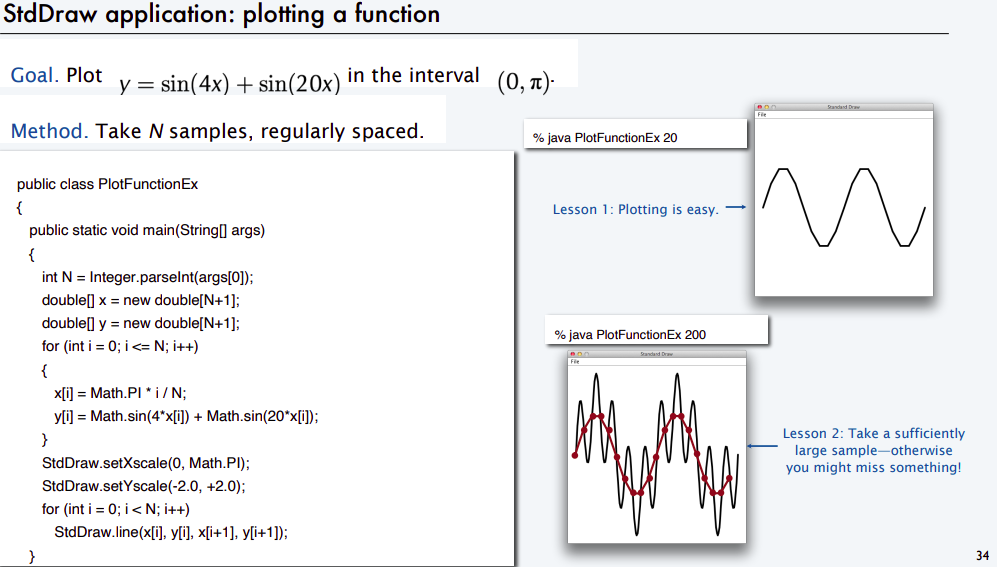 StdDraw application: plotting a function
Goal. Plot y = sin(4x) + sin(20x) in the interval (0, π).
Method. Take N samples, regularly spaced.
public class PlotFunctionEx
{
public static void main(String[] args)
{
int N = Integer.parseInt(args[0]);
double[] x = new double[N+1];
double[] y = new double[N+1];
for (int i = 0; i <= N; i++)
{
x[i] = Math.PI * i / N;
y[i] = Math.sin(4*x[i]) + Math.sin(20*x[i]);
}
StdDraw.setXscale(0, Math.PI);
StdDraw.setYscale(-2.0, +2.0);
for (int i = 0; i < N; i++)
StdDraw.line(x[i], y[i], x[i+1], y[i+1]);
}
% java PlotFunctionEx 20
Standard Draw
File
Lesson 1: Plotting is easy.
% java PlotFunctionEx 200
Standard Draw
File
Lesson 2: Take a sufficiently
large sample—otherwise
you might miss something!
34